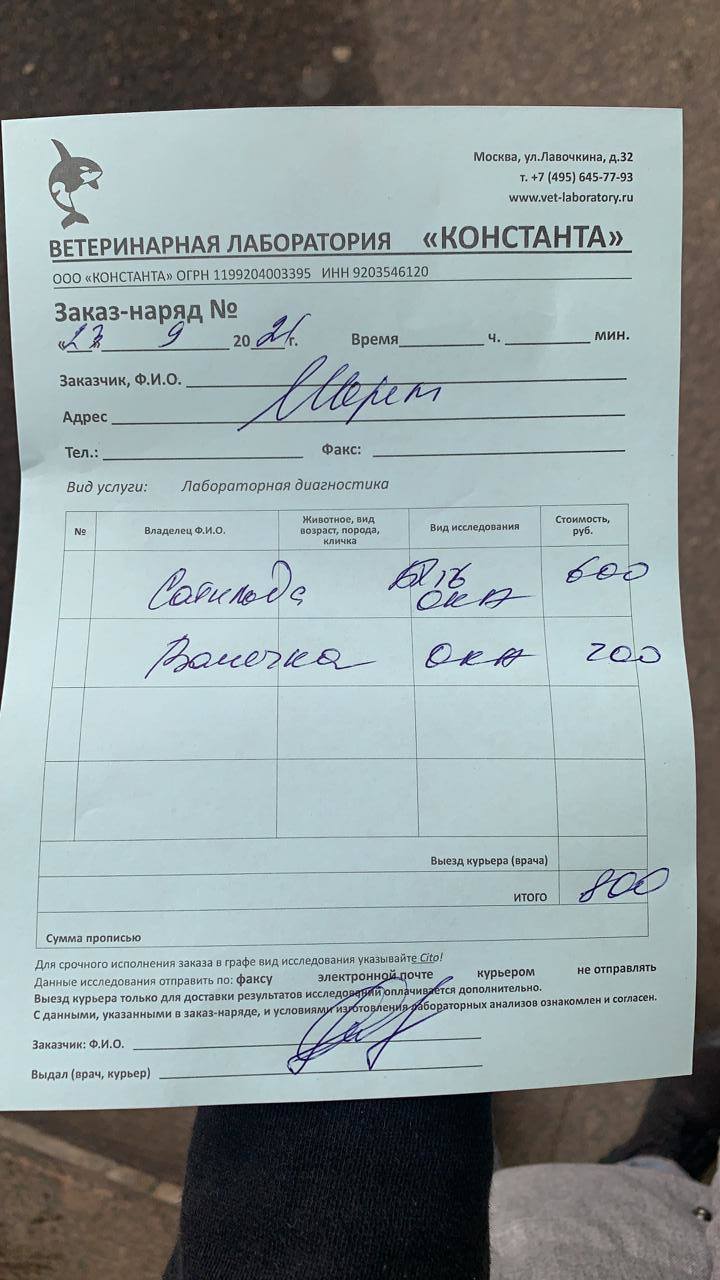 Москва, ул.Лавочкина, д.32
т. +7 (495) 645-77-93
www.vet-laboratory.ru
ВЕТЕРИНАРНАЯ ЛАБОРАТОРИЯ «КОНСТАНТА»
ООО «КОНСТАНТА» ОГРН 1199204003395 ИНН 9203546120
Заказ-наряд №
«23» 9 2021г. Время ч. мин.
Заказчик, Ф.И.О.
Адрес
Тел.: Факс:
Вид услуги: Лабораторная диагностика
№ Владелец Ф.И.О. Животное, вид возраст, порода, кличка Вид исследования Стоимость, руб.
ОКА 600
ОКА 200
Выезд курьера (врача)
ИТОГО 800
Сумма прописью
Для срочного исполнения заказа в графе вид исследования указывайте Cito!
Данные исследования отправить по: факсу электронной почте курьером не отправлять
Выезд курьера только для доставки результатов исследований оплачивается дополнительно.
С данными, указанными в заказ-наряде, и условиями изготовления лабораторных анализов ознакомлен и согласен.
Заказчик: Ф.И.О.
Выдал (врач, курьер)